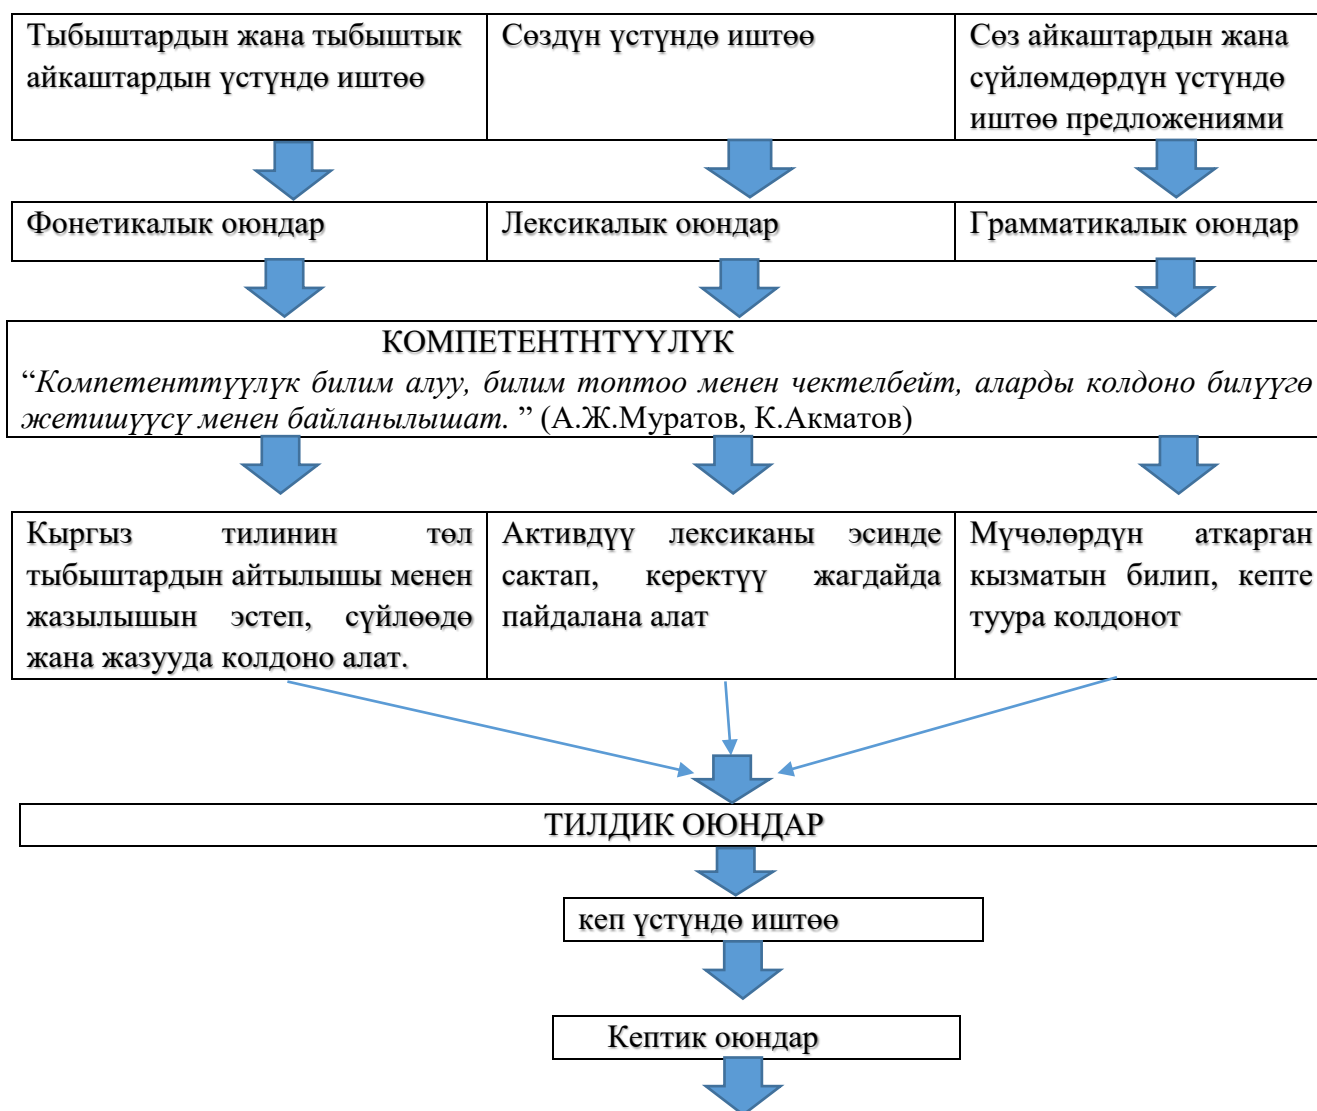 Тыбыштардын жана тыбыштык
айкаштардын үстүндө иштөө
Сөздүн үстүндө иштөө
Сөз айкаштардын жана
сүйлөмдөрдүн үстүндө
иштөө предложениями
Фонетикалык оюндар
Лексикалык оюндар
Грамматикалык оюндар
КОМПЕТЕНТНТҮҮЛҮК
“Компетенттүүлүк билим алуу, билим топтоо менен чектелбейт, аларды колдоно билүүгө
жетишүүсү менен байланылышат. ” (А.Ж.Муратов, К.Акматов)
Кыргыз тилинин төл
тыбыштардын айтылышы менен
жазылышын эстеп, сүйлөөдө
жана жазууда колдоно алат.
Активдүү лексиканы эсинде
сактап, керектүү жагдайда
пайдалана алат
Мүчөлөрдүн аткарган
кызматын билип, кепте
туура колдонот
ТИЛДИК ОЮНДАР
кеп үстүндө иштөө
Кептик оюндар